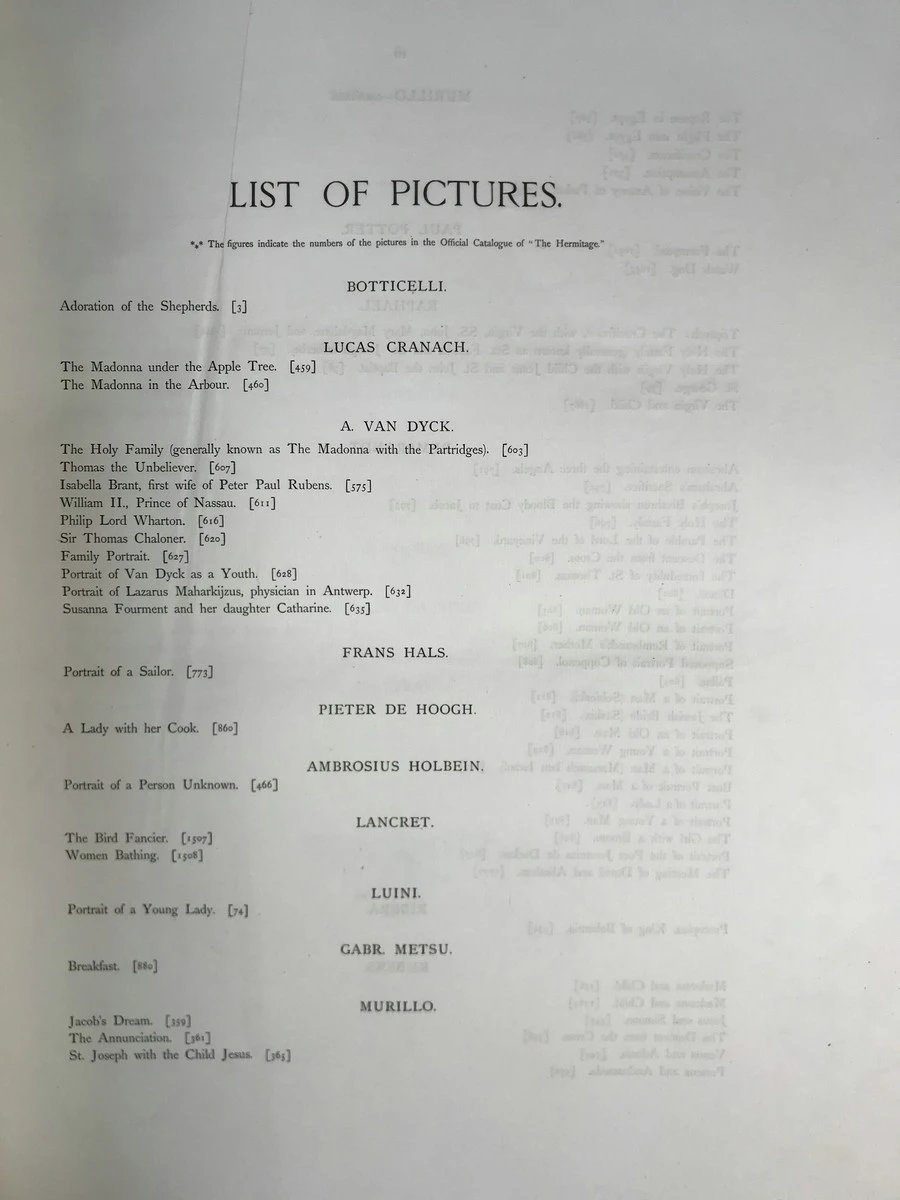 LIST OF PICTURES.
*⁎* The figures indicate the numbers of the pictures in the Official Catalogue of "The Hermitage."
BOTTICELLI.
Adoration of the Shepherds. [3]
LUCAS CRANACH.
The Madonna under the Apple Tree. [459]
The Madonna in the Arbour. [460]
A. VAN DYCK.
The Holy Family (generally known as The Madonna with the Partridges). [603]
Thomas the Unbeliever. [607]
Isabella Brant, first wife of Peter Paul Rubens. [575]
William II., Prince of Nassau. [611]
Philip Lord Wharton. [616]
Sir Thomas Chaloner. [620]
Family Portrait. [627]
Portrait of Van Dyck as a Youth. [628]
Portrait of Lazarus Maharkijzus, physician in Antwerp. [632]
Susanna Fourment and her daughter Catharine. [635]
FRANS HALS.
Portrait of a Sailor. [773]
PIETER DE HOOGH.
A Lady with her Cook. [860]
AMBROSIUS HOLBEIN.
Portrait of a Person Unknown. [466]
LANCRET.
The Bird Fancier. [1507]
Women Bathing. [1508]
LUINI.
Portrait of a Young Lady. [74]
GABR. METSU.
Breakfast. [880]
MURILLO.
Jacob's Dream. [359]
The Annunciation. [361]
St. Joseph with the Child Jesus. [365]